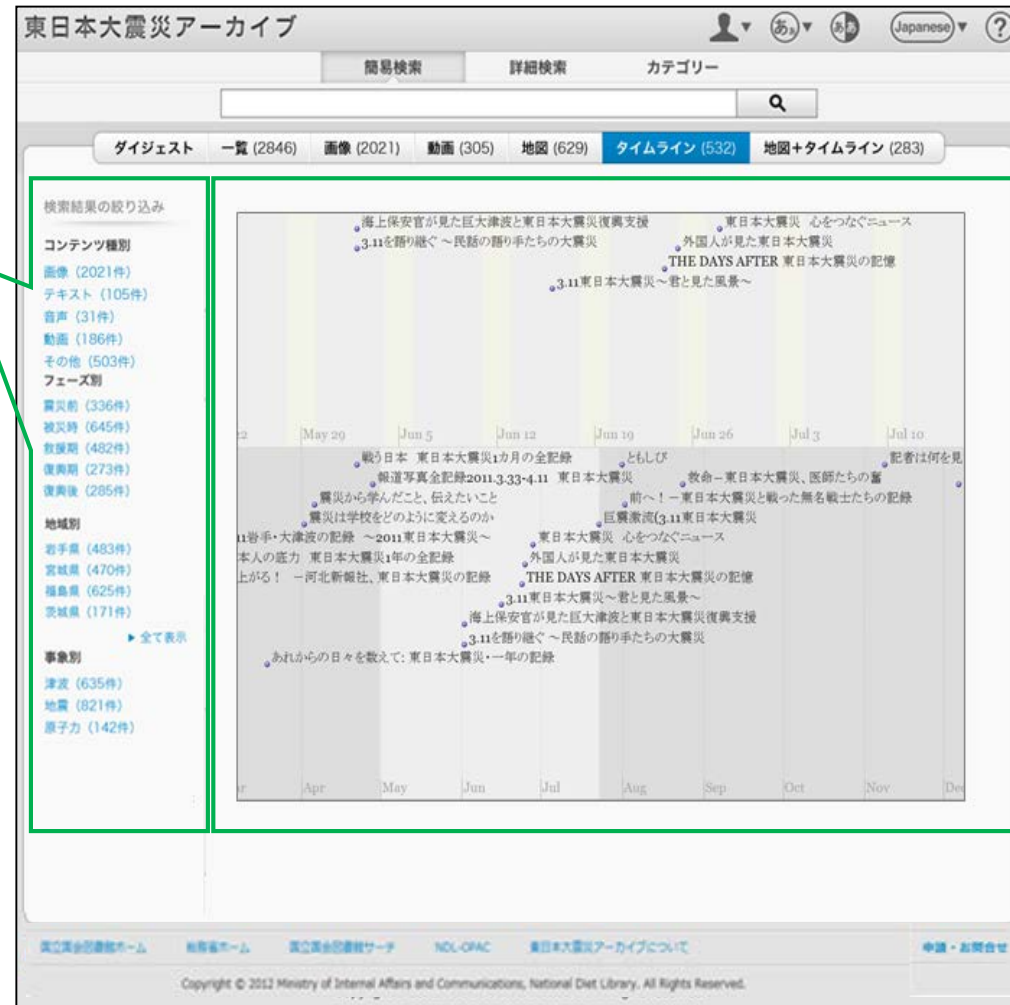 東日本大震災アーカイブ
あぁ
ああ
Japanese
?
簡易検索 詳細検索 カテゴリー
ダイジェスト 一覧 (2846) 画像 (2021) 動画 (305) 地図 (629) タイムライン (532) 地図+タイムライン (283)
検索結果の絞り込み
コンテンツ種別
画像(2021件)
テキスト(105件)
音声(31件)
動画(186件)
その他(503件)
フェーズ別
震災前(336件)
被災時(645件)
救援期(482件)
復興期(273件)
復興後(285件)
地域別
岩手県(483件)
宮城県(470件)
福島県(625件)
茨城県(171件)
▶ 全て表示
事象別
津波(635件)
地震(821件)
原子力(142件)
海上保安官が見た巨大津波と東日本大震災復興支援 東日本大震災 心をつなぐニュース
3.11を語り継ぐ ～民話の語り手たちの大震災 外国人が見た東日本大震災
THE DAYS AFTER 東日本大震災の記憶
3.11東日本大震災～君と見た風景～
22 May 29 Jun 5 Jun 12 Jun 19 Jun 26 Jul 3 Jul 10
戦う日本 東日本大震災1カ月の全記録 ともしび 記者は何を見
報道写真全記録2011.3.33-4.11 東日本大震災 救命－東日本大震災、医師たちの奮
震災から学んだこと、伝えたいこと 前へ!－東日本大震災と戦った無名戦士たちの記録
震災は学校をどのように変えるのか 巨震激流(3.11東日本大震災
11岩手・大津波の記録 ～2011東日本大震災～ 東日本大震災 心をつなぐニュース
本人の底力 東日本大震災1年の全記録 外国人が見た東日本大震災
上がる! －河北新報社、東日本大震災の記録 THE DAYS AFTER 東日本大震災の記憶
3.11東日本大震災～君と見た風景～
海上保安官が見た巨大津波と東日本大震災復興支援
3.11を語り継ぐ ～民話の語り手たちの大震災
あれからの日々を数えて: 東日本大震災・一年の記録
Apr May Jun Jul Aug Sep Oct Nov Dec
国立国会図書館ホーム 総務省ホーム 国立国会図書館サーチ NDL-OPAC 東日本大震災アーカイブについて 申請・お問合せ
Copyright © 2012 Ministry of Internal Affairs and Communications, National Diet Library. All Rights Reserved.